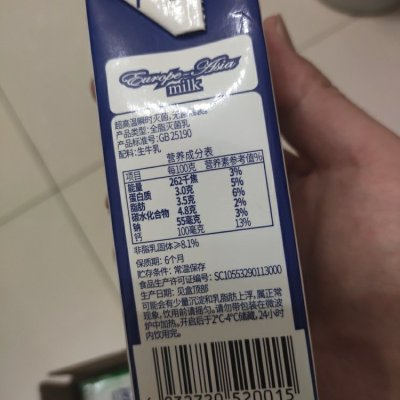 Europe-Asia
milk
超高温瞬时灭菌,无菌
产品类型: 全脂灭菌乳
产品标准号: GB 25190
配料: 生牛乳
营养成分表
项目 每100克 营养素参考值%
能量 262千焦 3%
蛋白质 3.0克 5%
脂肪 3.5克 6%
碳水化合物 4.8克 2%
钠 55毫克 3%
钙 100毫克 13%
非脂乳固体≥8.1%
保质期: 6个月
贮存条件: 常温保存
食品生产许可证编号: SC10553290113000
生产日期: 见盒顶部
可能会有少量沉淀和乳脂肪上浮, 属正常
现象, 饮用前请摇匀。请勿带包装在微波
炉中加热。开启后于2°C-4°C储藏, 24小时
内饮用完。